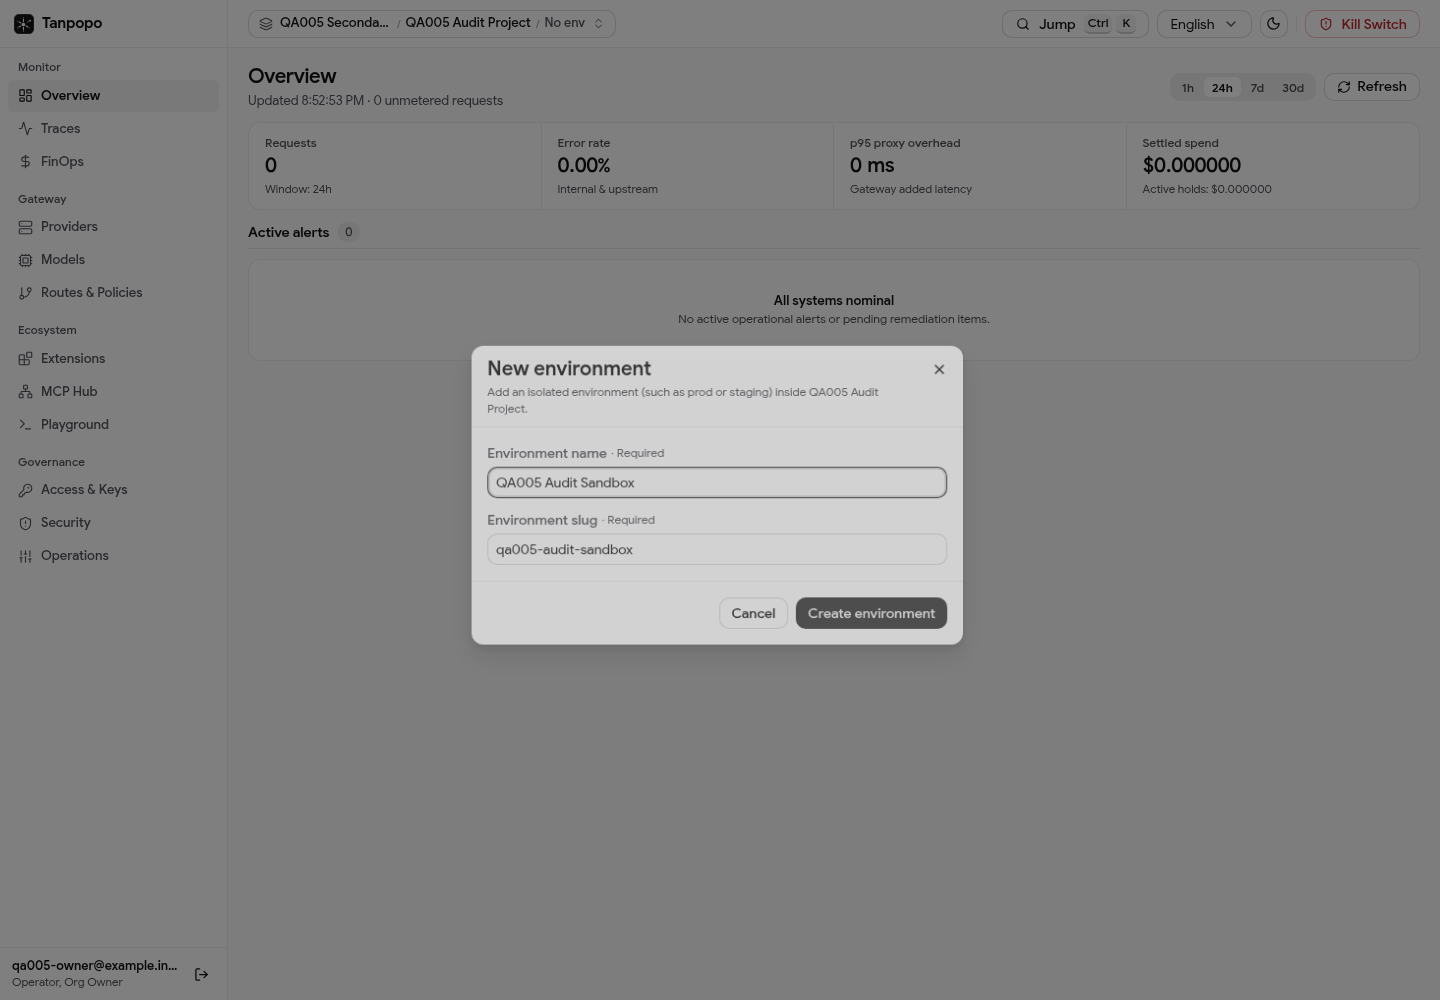 Tanpopo
QA005 Seconda... / QA005 Audit Project / No env
Jump Ctrl K
English
Kill Switch
Monitor
Overview
Traces
FinOps
Gateway
Providers
Models
Routes & Policies
Ecosystem
Extensions
MCP Hub
Playground
Governance
Access & Keys
Security
Operations
qa005-owner@example.in...
Operator, Org Owner
Overview
Updated 8:52:53 PM · 0 unmetered requests
1h 24h 7d 30d
Refresh
Requests
0
Window: 24h
Error rate
0.00%
Internal & upstream
p95 proxy overhead
0 ms
Gateway added latency
Settled spend
$0.000000
Active holds: $0.000000
Active alerts 0
All systems nominal
No active operational alerts or pending remediation items.
New environment
Add an isolated environment (such as prod or staging) inside QA005 Audit
Project.
Environment name · Required
QA005 Audit Sandbox
Environment slug · Required
qa005-audit-sandbox
Cancel
Create environment